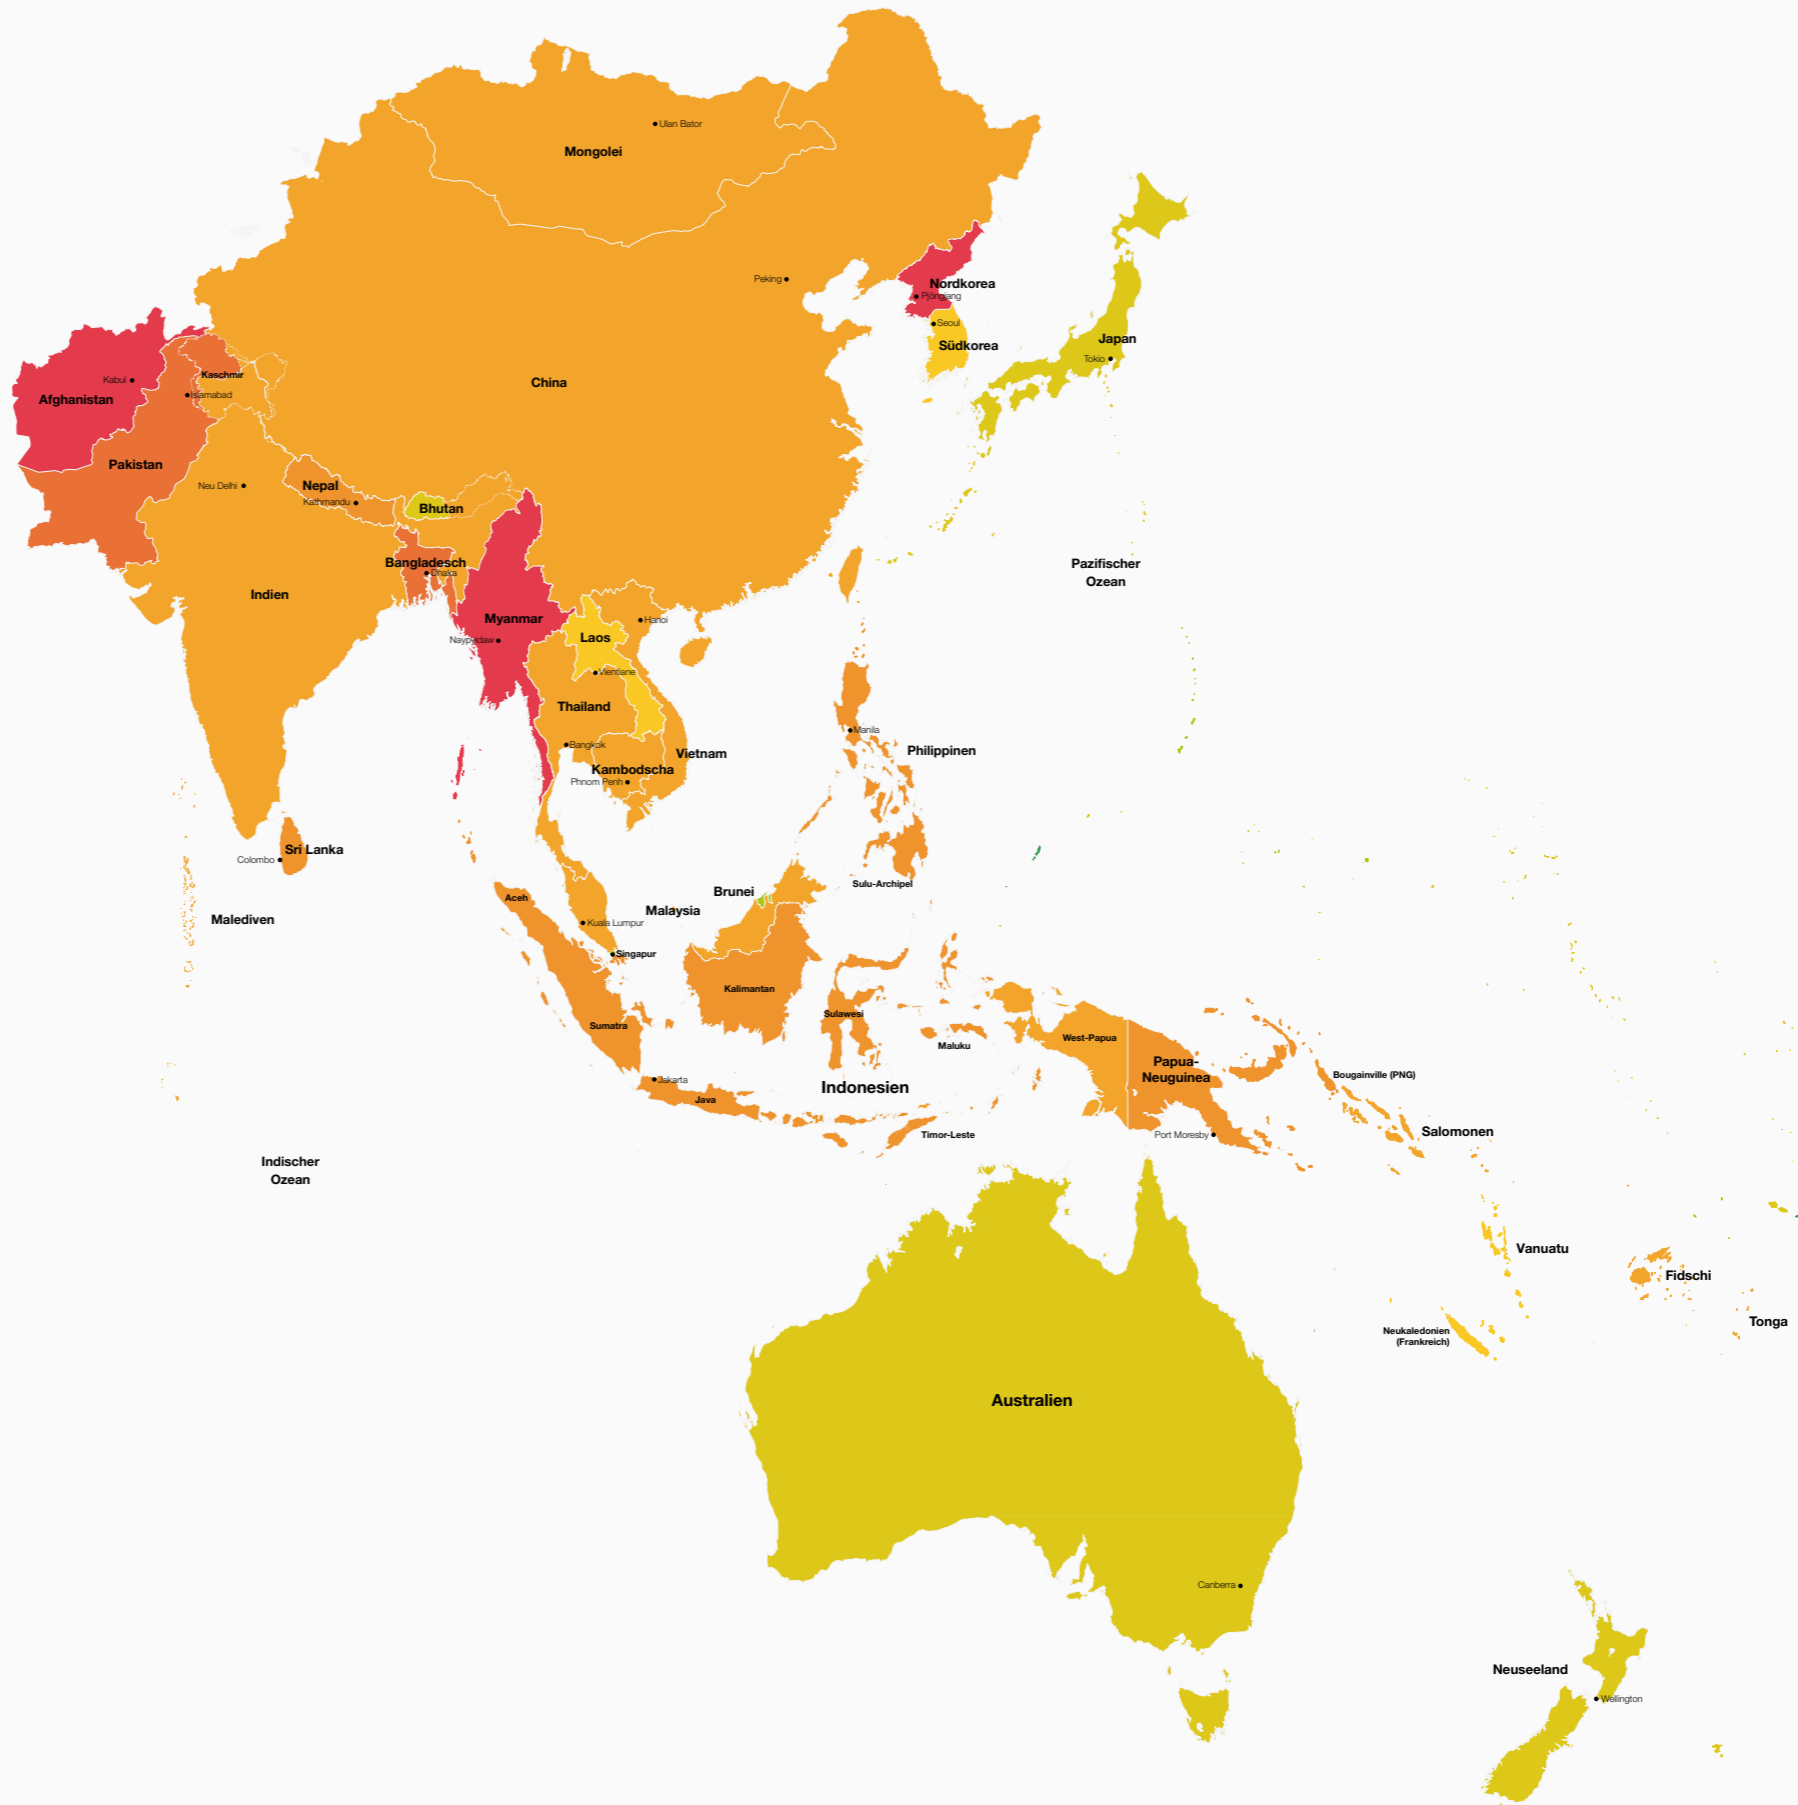 Ulan Bator
Mongolei
Peking
Nordkorea
Pjöngjang
Seoul
Südkorea
Japan
Tokio
Kaschmir
Kabul
China
Islamabad
Afghanistan
Pakistan
Neu Delhi
Nepal
Kathmandu
Bhutan
Bangladesch
Dhaka
Pazifischer
Ozean
Indien
Myanmar
Hanoi
Nayp-idaw
Laos
Vientiane
Thailand
Manila
Bangkok
Vietnam
Philippinen
Kambodscha
Phnom Penh
Sri Lanka
Colombo
Sulu-Archipel
Brunei
Aceh
Malaysia
Malediven
Kuala Lumpur
Singapur
Kalimantan
Sulawesi
Sumatra
Maluku
West-Papua
Papua-
Neuguinea
Bougainville (PNG)
Jakarta
Indonesien
Java
Timor-Leste
Port Moresby
Salomonen
Indischer
Ozean
Vanuatu
Fidschi
Tonga
Neukaledonien
(Frankreich)
Australien
Canberra
Neuseeland
Wellington